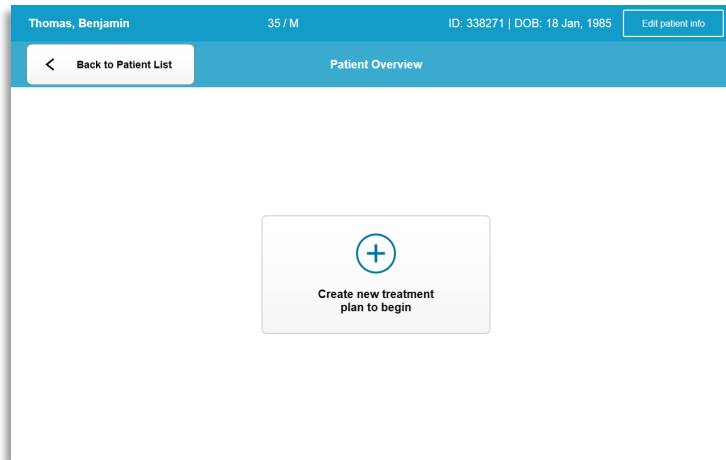 Thomas, Benjamin 35 / M ID: 338271 | DOB: 18 Jan, 1985 Edit patient info
Back to Patient List Patient Overview
Create new treatment
plan to begin